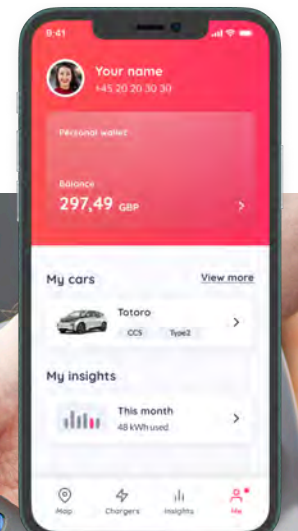 9:41
Your name
+45 20 20 30 30
Personal wallet
Balance
297,49 GBP
My cars View more
Totoro
CCS Type2
My insights
This month
48 kWh used
Map Chargers Insights Me